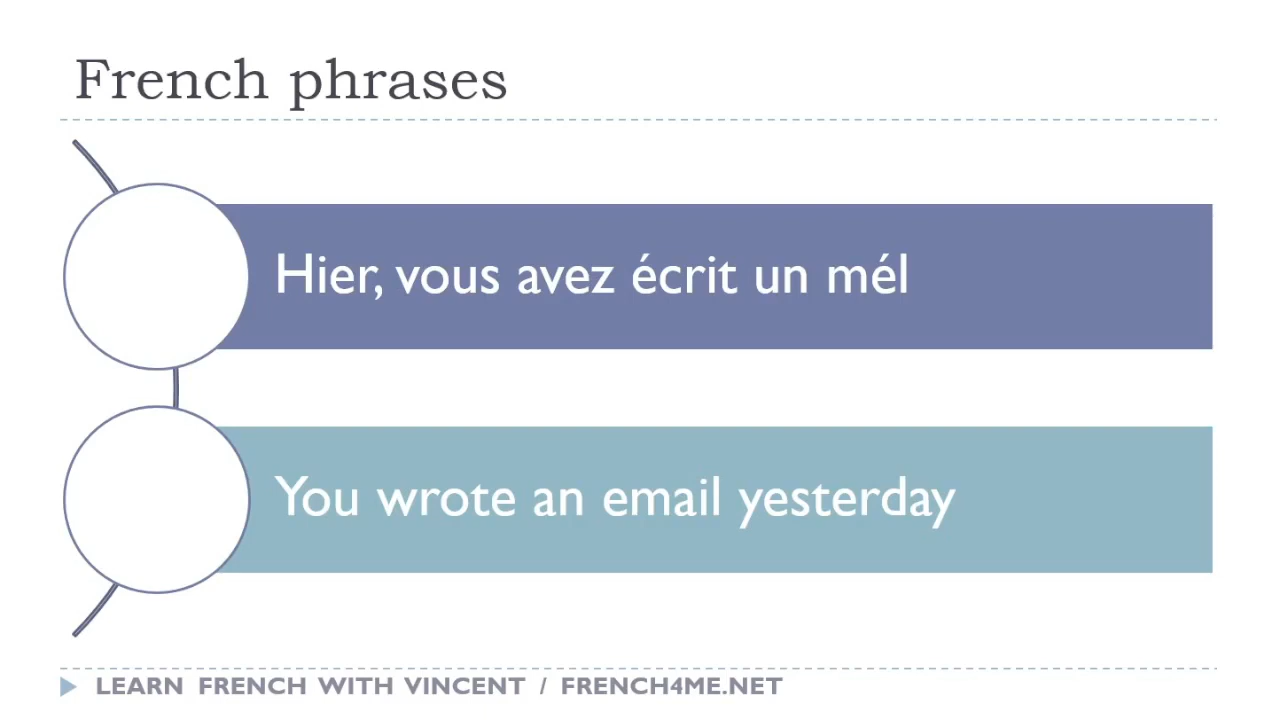 French phrases
Hier, vous avez écrit un mél
You wrote an email yesterday
LEARN FRENCH WITH VINCENT / FRENCH4ME.NET